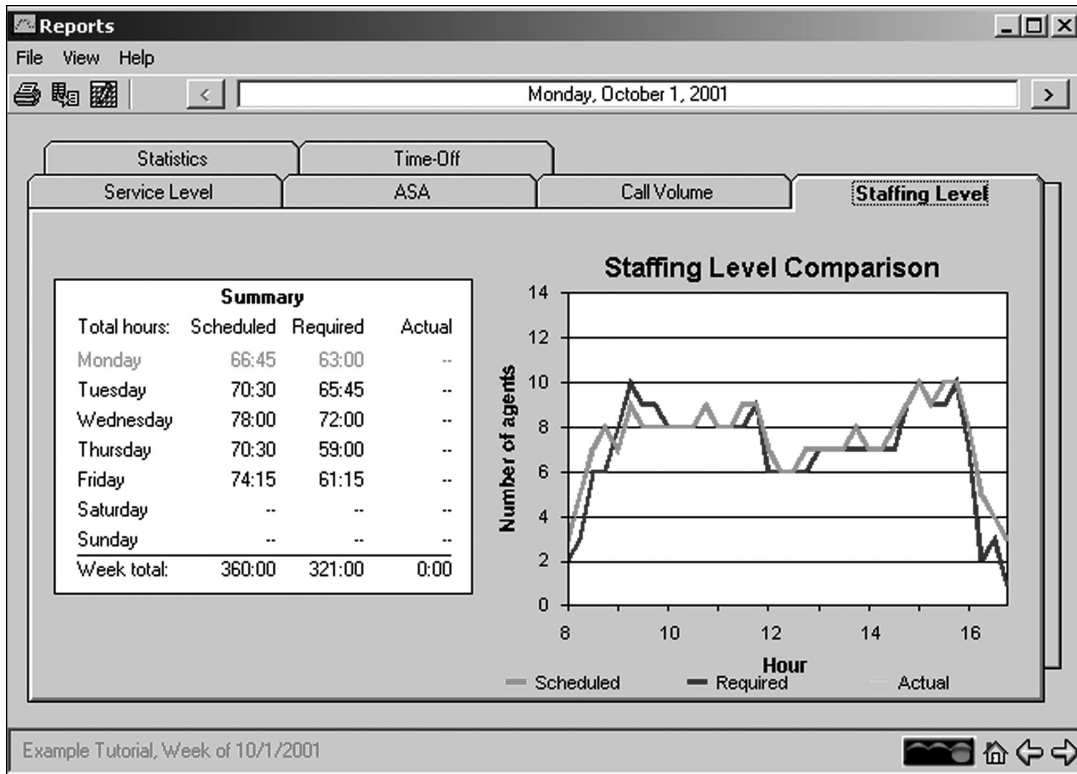 Reports
File View Help
< Monday, October 1, 2001 >
Statistics Time-Off
Service Level ASA Call Volume Staffing Level
Summary
Total hours: Scheduled Required Actual
Monday 66:45 63:00 --
Tuesday 70:30 65:45 --
Wednesday 78:00 72:00 --
Thursday 70:30 59:00 --
Friday 74:15 61:15 --
Saturday -- -- --
Sunday -- -- --
Week total: 360:00 321:00 0:00
Staffing Level Comparison
Number of agents
14
12
10
8
6
4
2
0
8 10 12 14 16
Hour
Scheduled Required Actual
Example Tutorial, Week of 10/1/2001